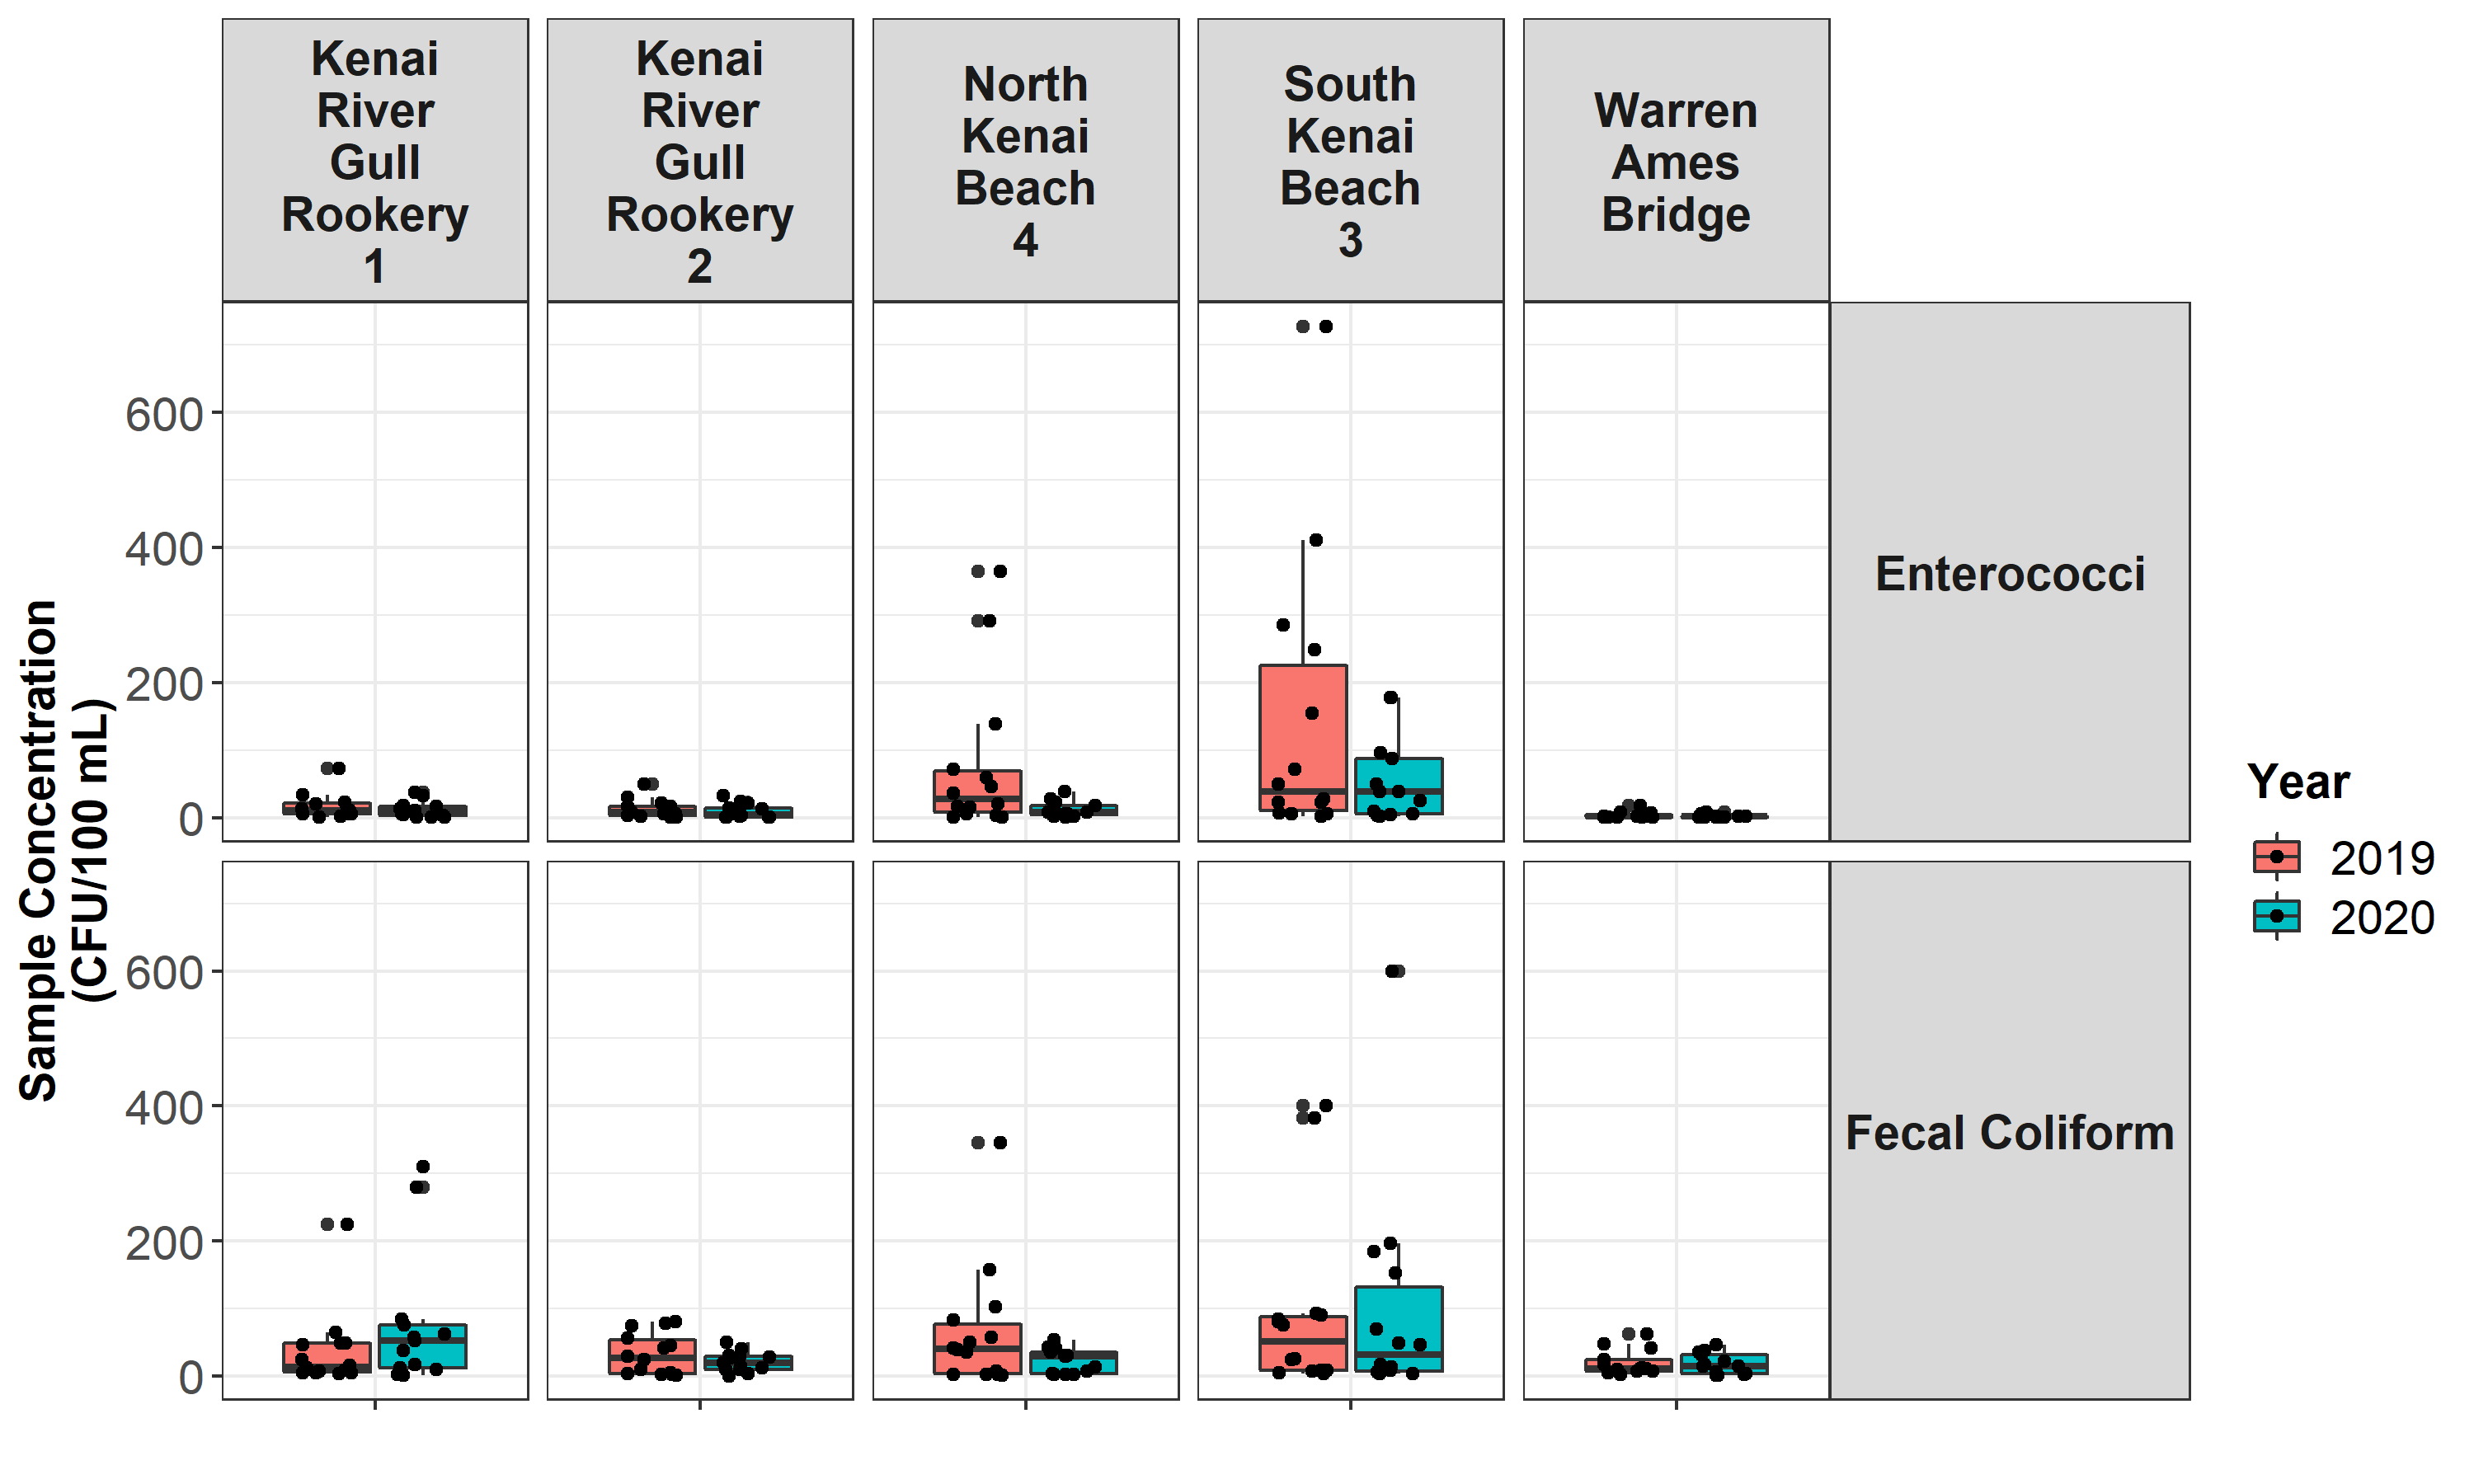 Kenai
River
Gull
Rookery
1
Kenai
River
Gull
Rookery
2
North
Kenai
Beach
4
South
Kenai
Beach
3
Warren
Ames
Bridge
Sample Concentration
(CFU/100 mL)
600
400
200
0
Enterococci
600
400
200
0
Fecal Coliform
Year
2019
2020